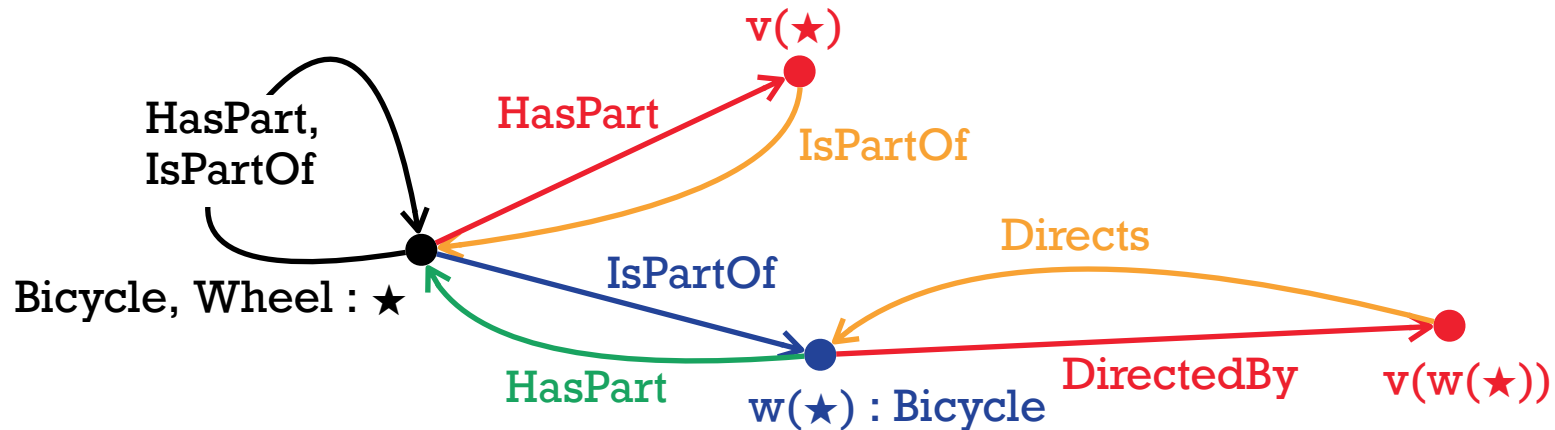 v(★)
HasPart
HasPart,
IsPartOf
IsPartOf
Directs
IsPartOf
Bicycle, Wheel : ★
HasPart
DirectedBy
v(w(★))
w(★) : Bicycle